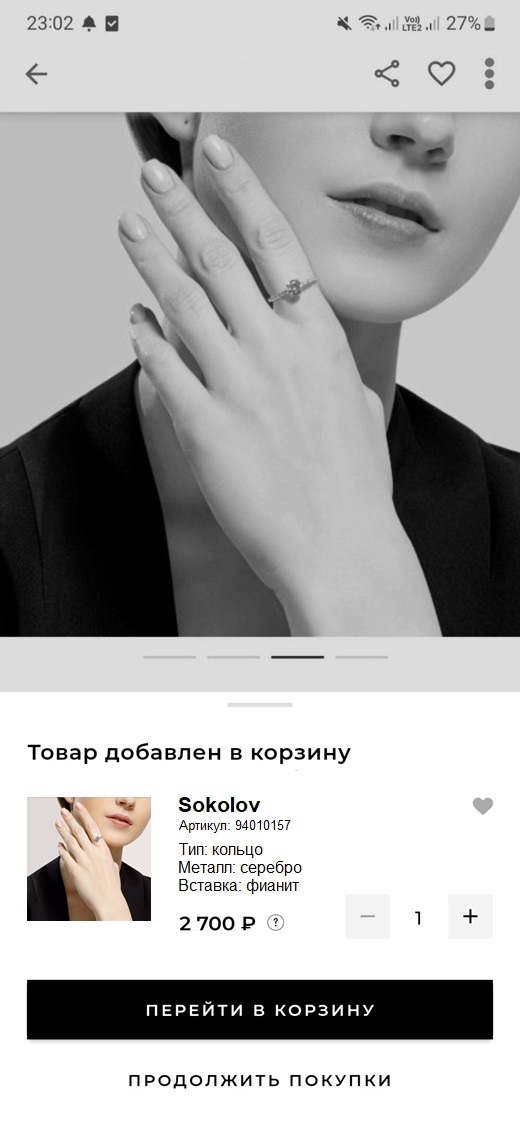 23:02 Vo) LTE2 27%
Товар добавлен в корзину
Sokolov
Артикул: 94010157
Тип: кольцо
Металл: серебро
Вставка: фианит
2 700 ₽ ? 1 +
ПЕРЕЙТИ В КОРЗИНУ
ПРОДОЛЖИТЬ ПОКУПКИ